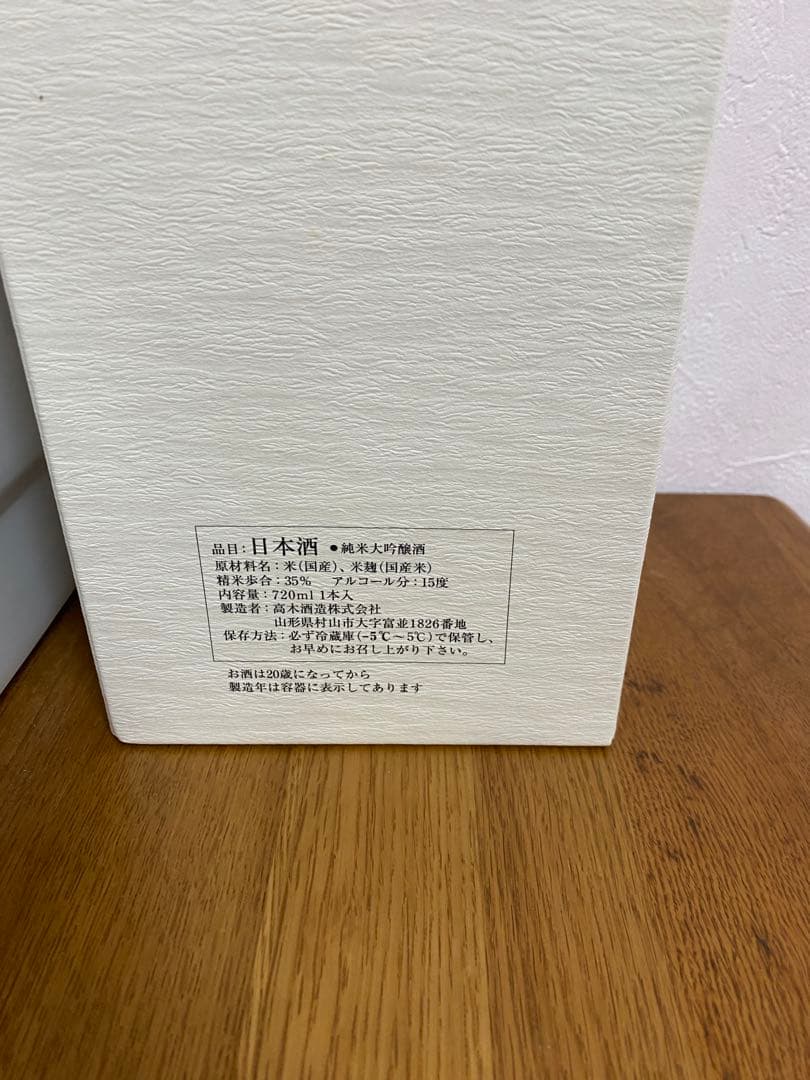 品目：日本酒 ●純米大吟醸酒
原材料名：米(国産)、米麹(国産米)
精米歩合：35% アルコール分：15度
内容量：720ml 1本入
製造者：高木酒造株式会社
山形県村山市大字富並1826番地
保存方法：必ず冷蔵庫(-5℃～5℃)で保管し、
お早めにお召し上がり下さい。
お酒は20歳になってから
製造年は容器に表示してあります